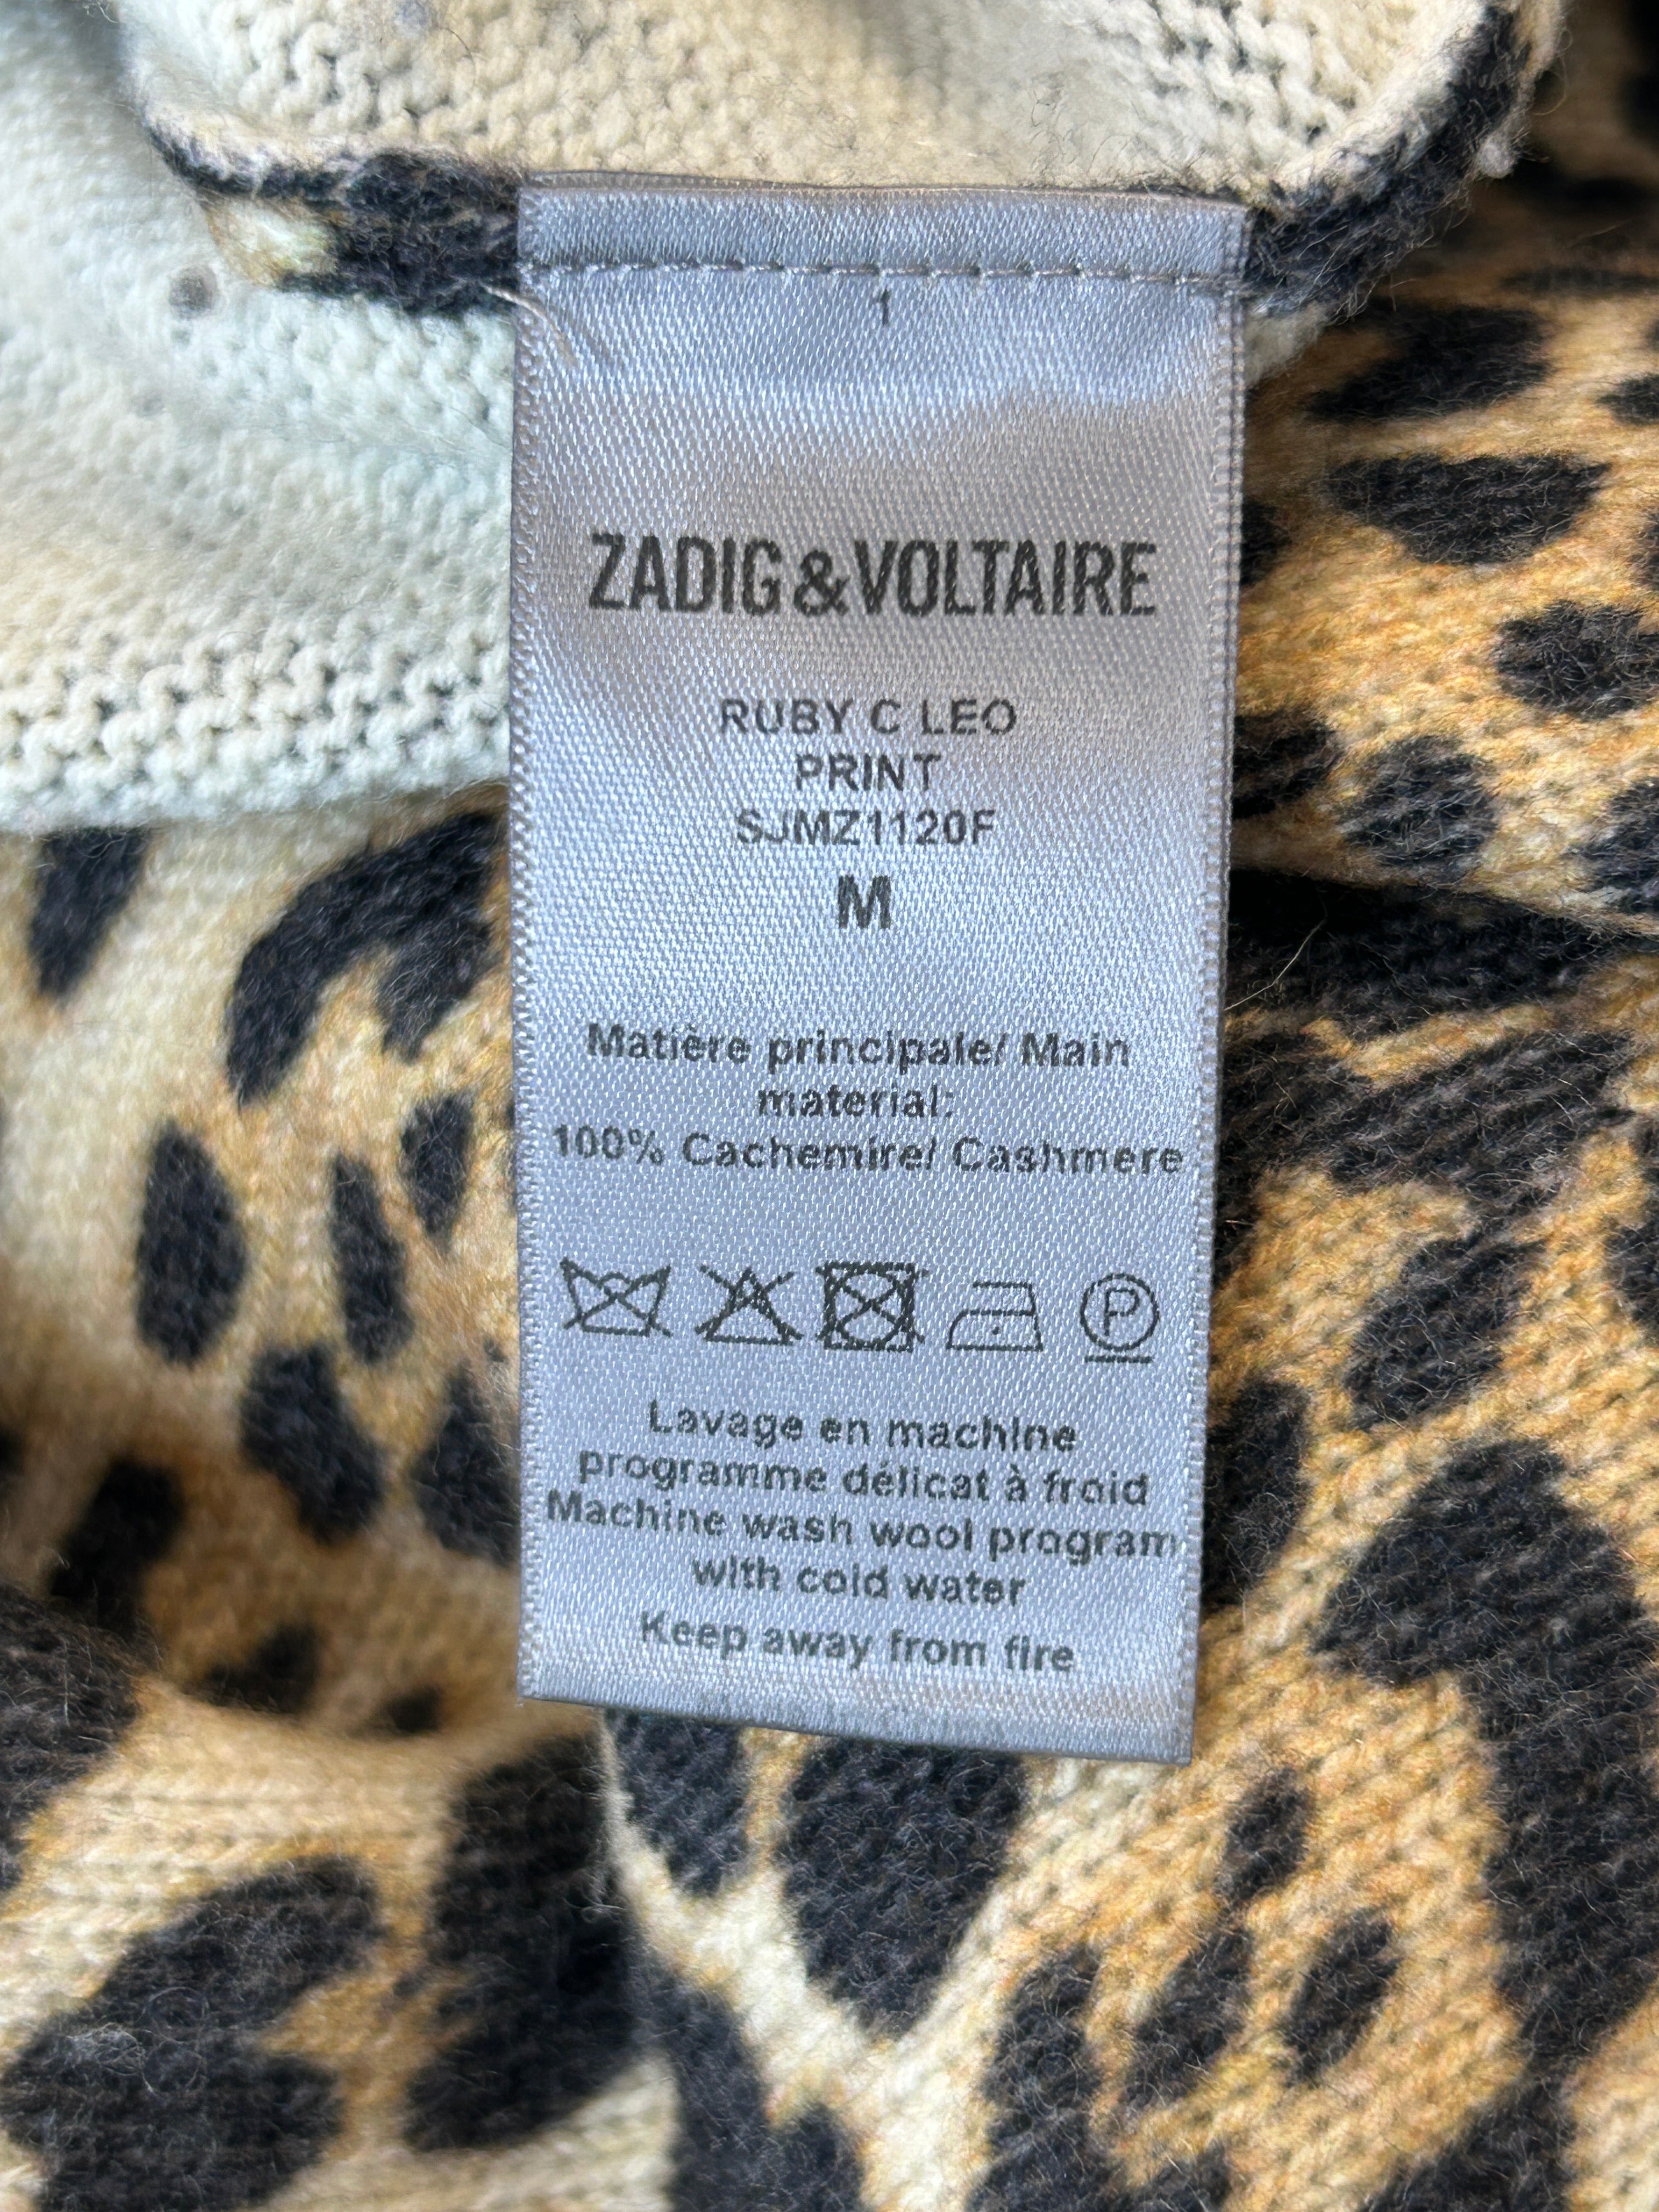 1
ZADIG&VOLTAIRE
RUBY C LEO
PRINT
SJMZ1120F
M
Matière principale/ Main
material:
100% Cachemire/ Cashmere
P
Lavage en machine
programme délicat à froid
Machine wash wool program
with cold water
Keep away from fire